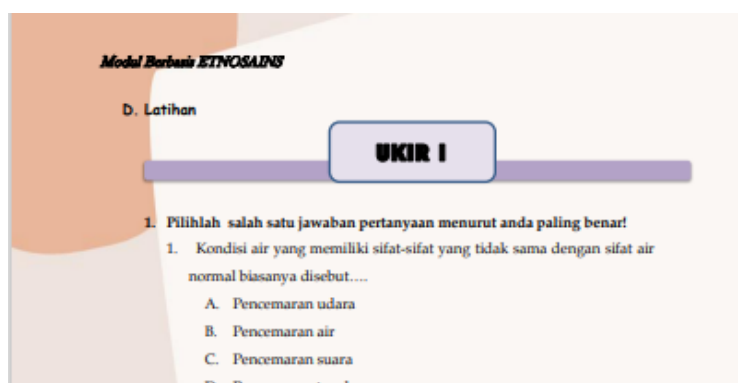 Modul Berbasis ETNOSAINS
D. Latihan
UKIR 1
1. Pilihlah salah satu jawaban pertanyaan menurut anda paling benar!
1. Kondisi air yang memiliki sifat-sifat yang tidak sama dengan sifat air
normal biasanya disebut....
A. Pencemaran udara
B. Pencemaran air
C. Pencemaran suara